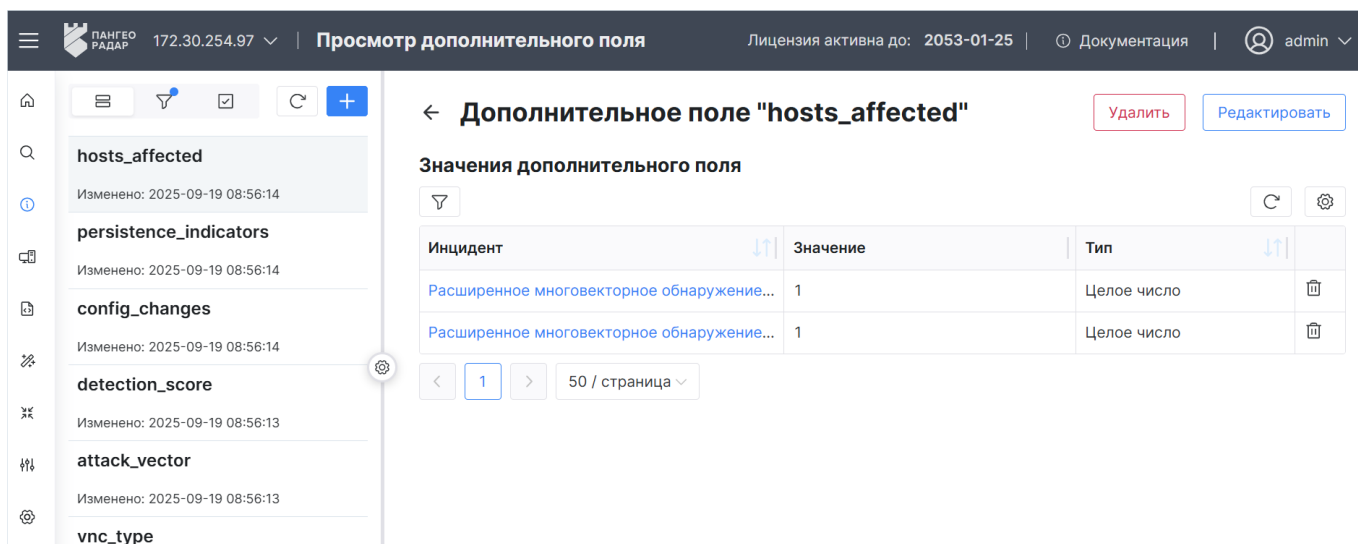 ПАНГЕО
РАДАР
172.30.254.97
Просмотр дополнительного поля
Лицензия активна до: 2053-01-25
Документация
admin
hosts_affected
Изменено: 2025-09-19 08:56:14
persistence_indicators
Изменено: 2025-09-19 08:56:14
config_changes
Изменено: 2025-09-19 08:56:14
detection_score
Изменено: 2025-09-19 08:56:13
attack_vector
Изменено: 2025-09-19 08:56:13
vnc_type
Дополнительное поле "hosts_affected"
Удалить
Редактировать
Значения дополнительного поля
Инцидент Значение Тип
Расширенное многовекторное обнаружение... 1 Целое число
Расширенное многовекторное обнаружение... 1 Целое число
1
50 / страница